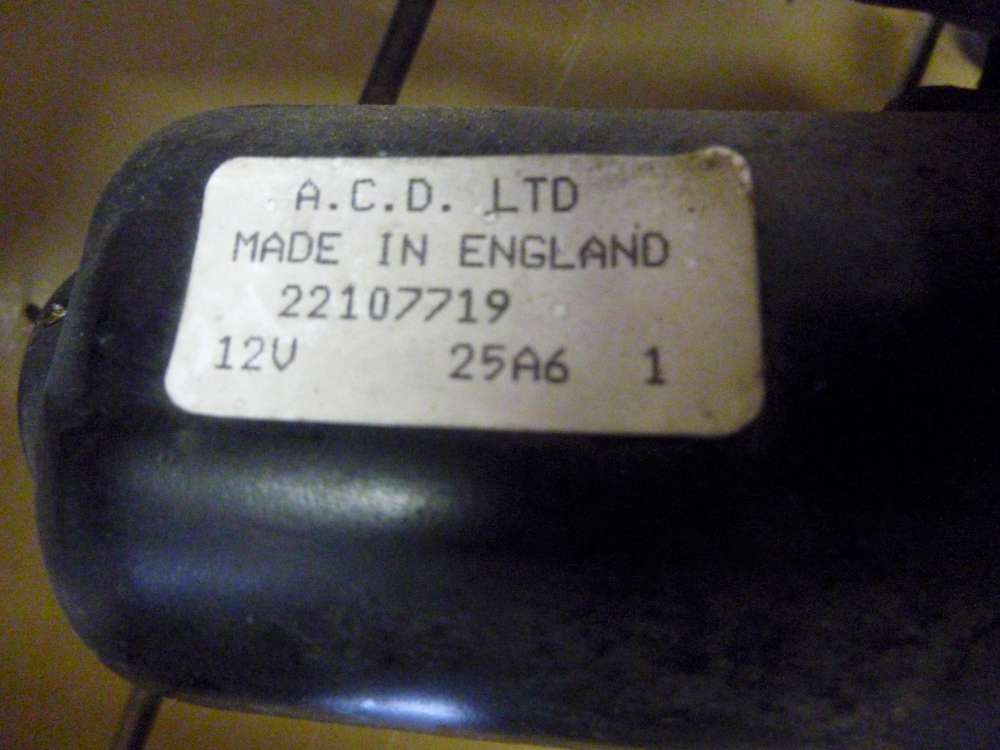 A.C.D. LTD
MADE IN ENGLAND
22107719
12V 25A6 1